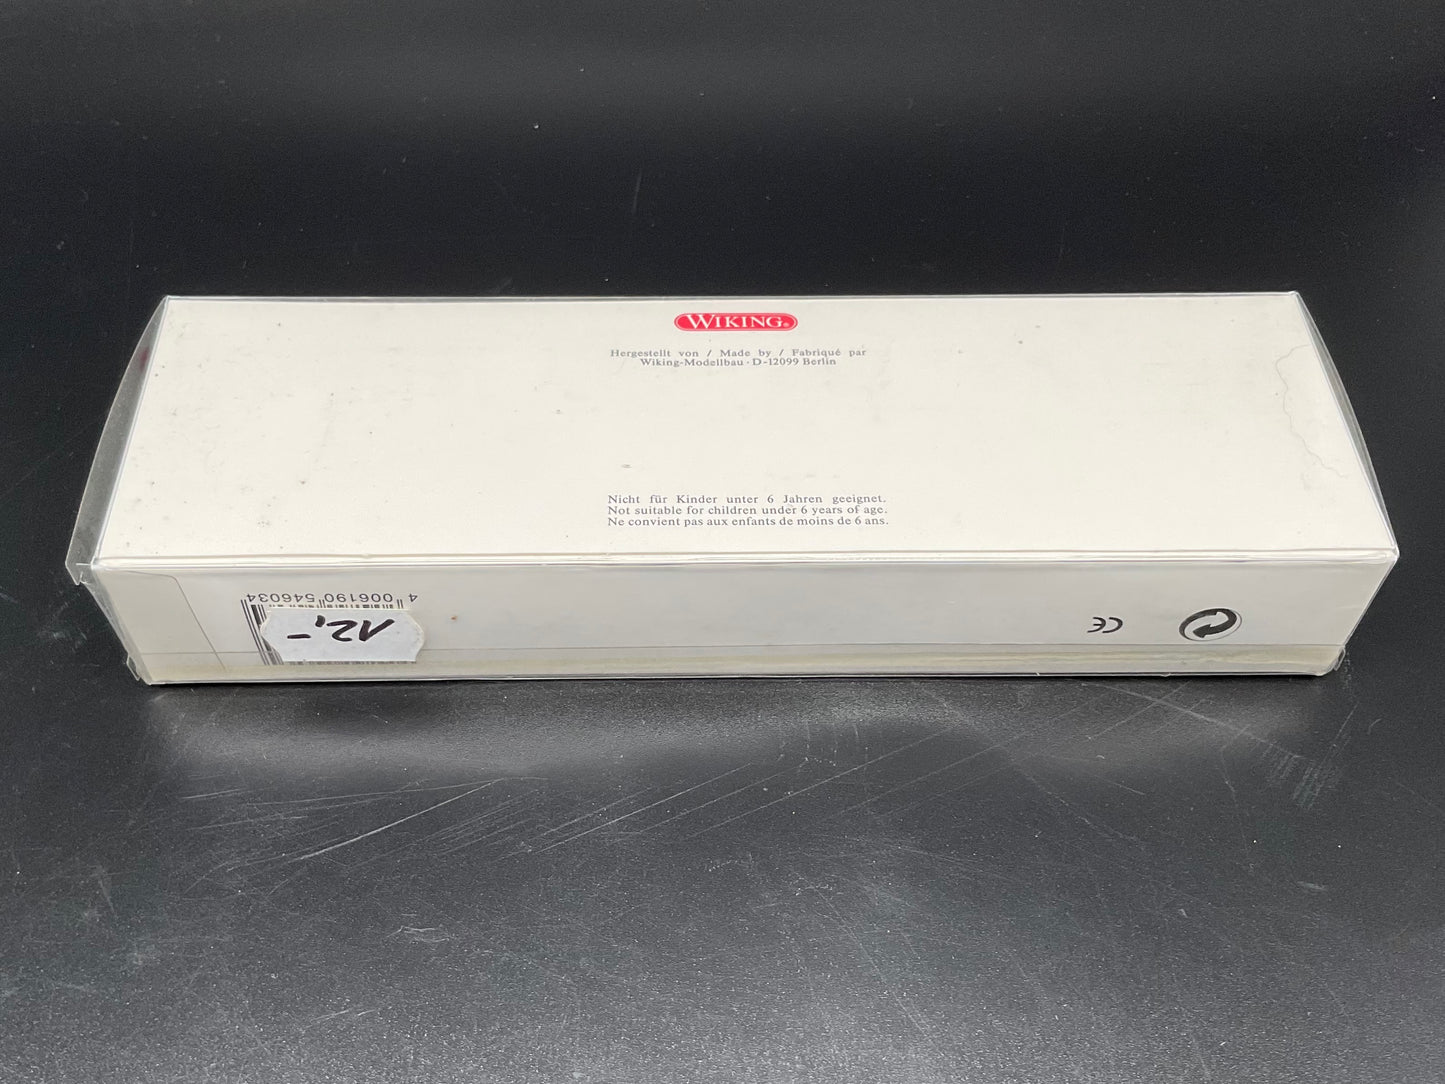 WIKING®
Hergestellt von / Made by / Fabriqué par
Wiking-Modellbau · D-12099 Berlin
Nicht für Kinder unter 6 Jahren geeignet.
Not suitable for children under 6 years of age.
Ne convient pas aux enfants de moins de 6 ans.
4 006190 546034
12,-
CE